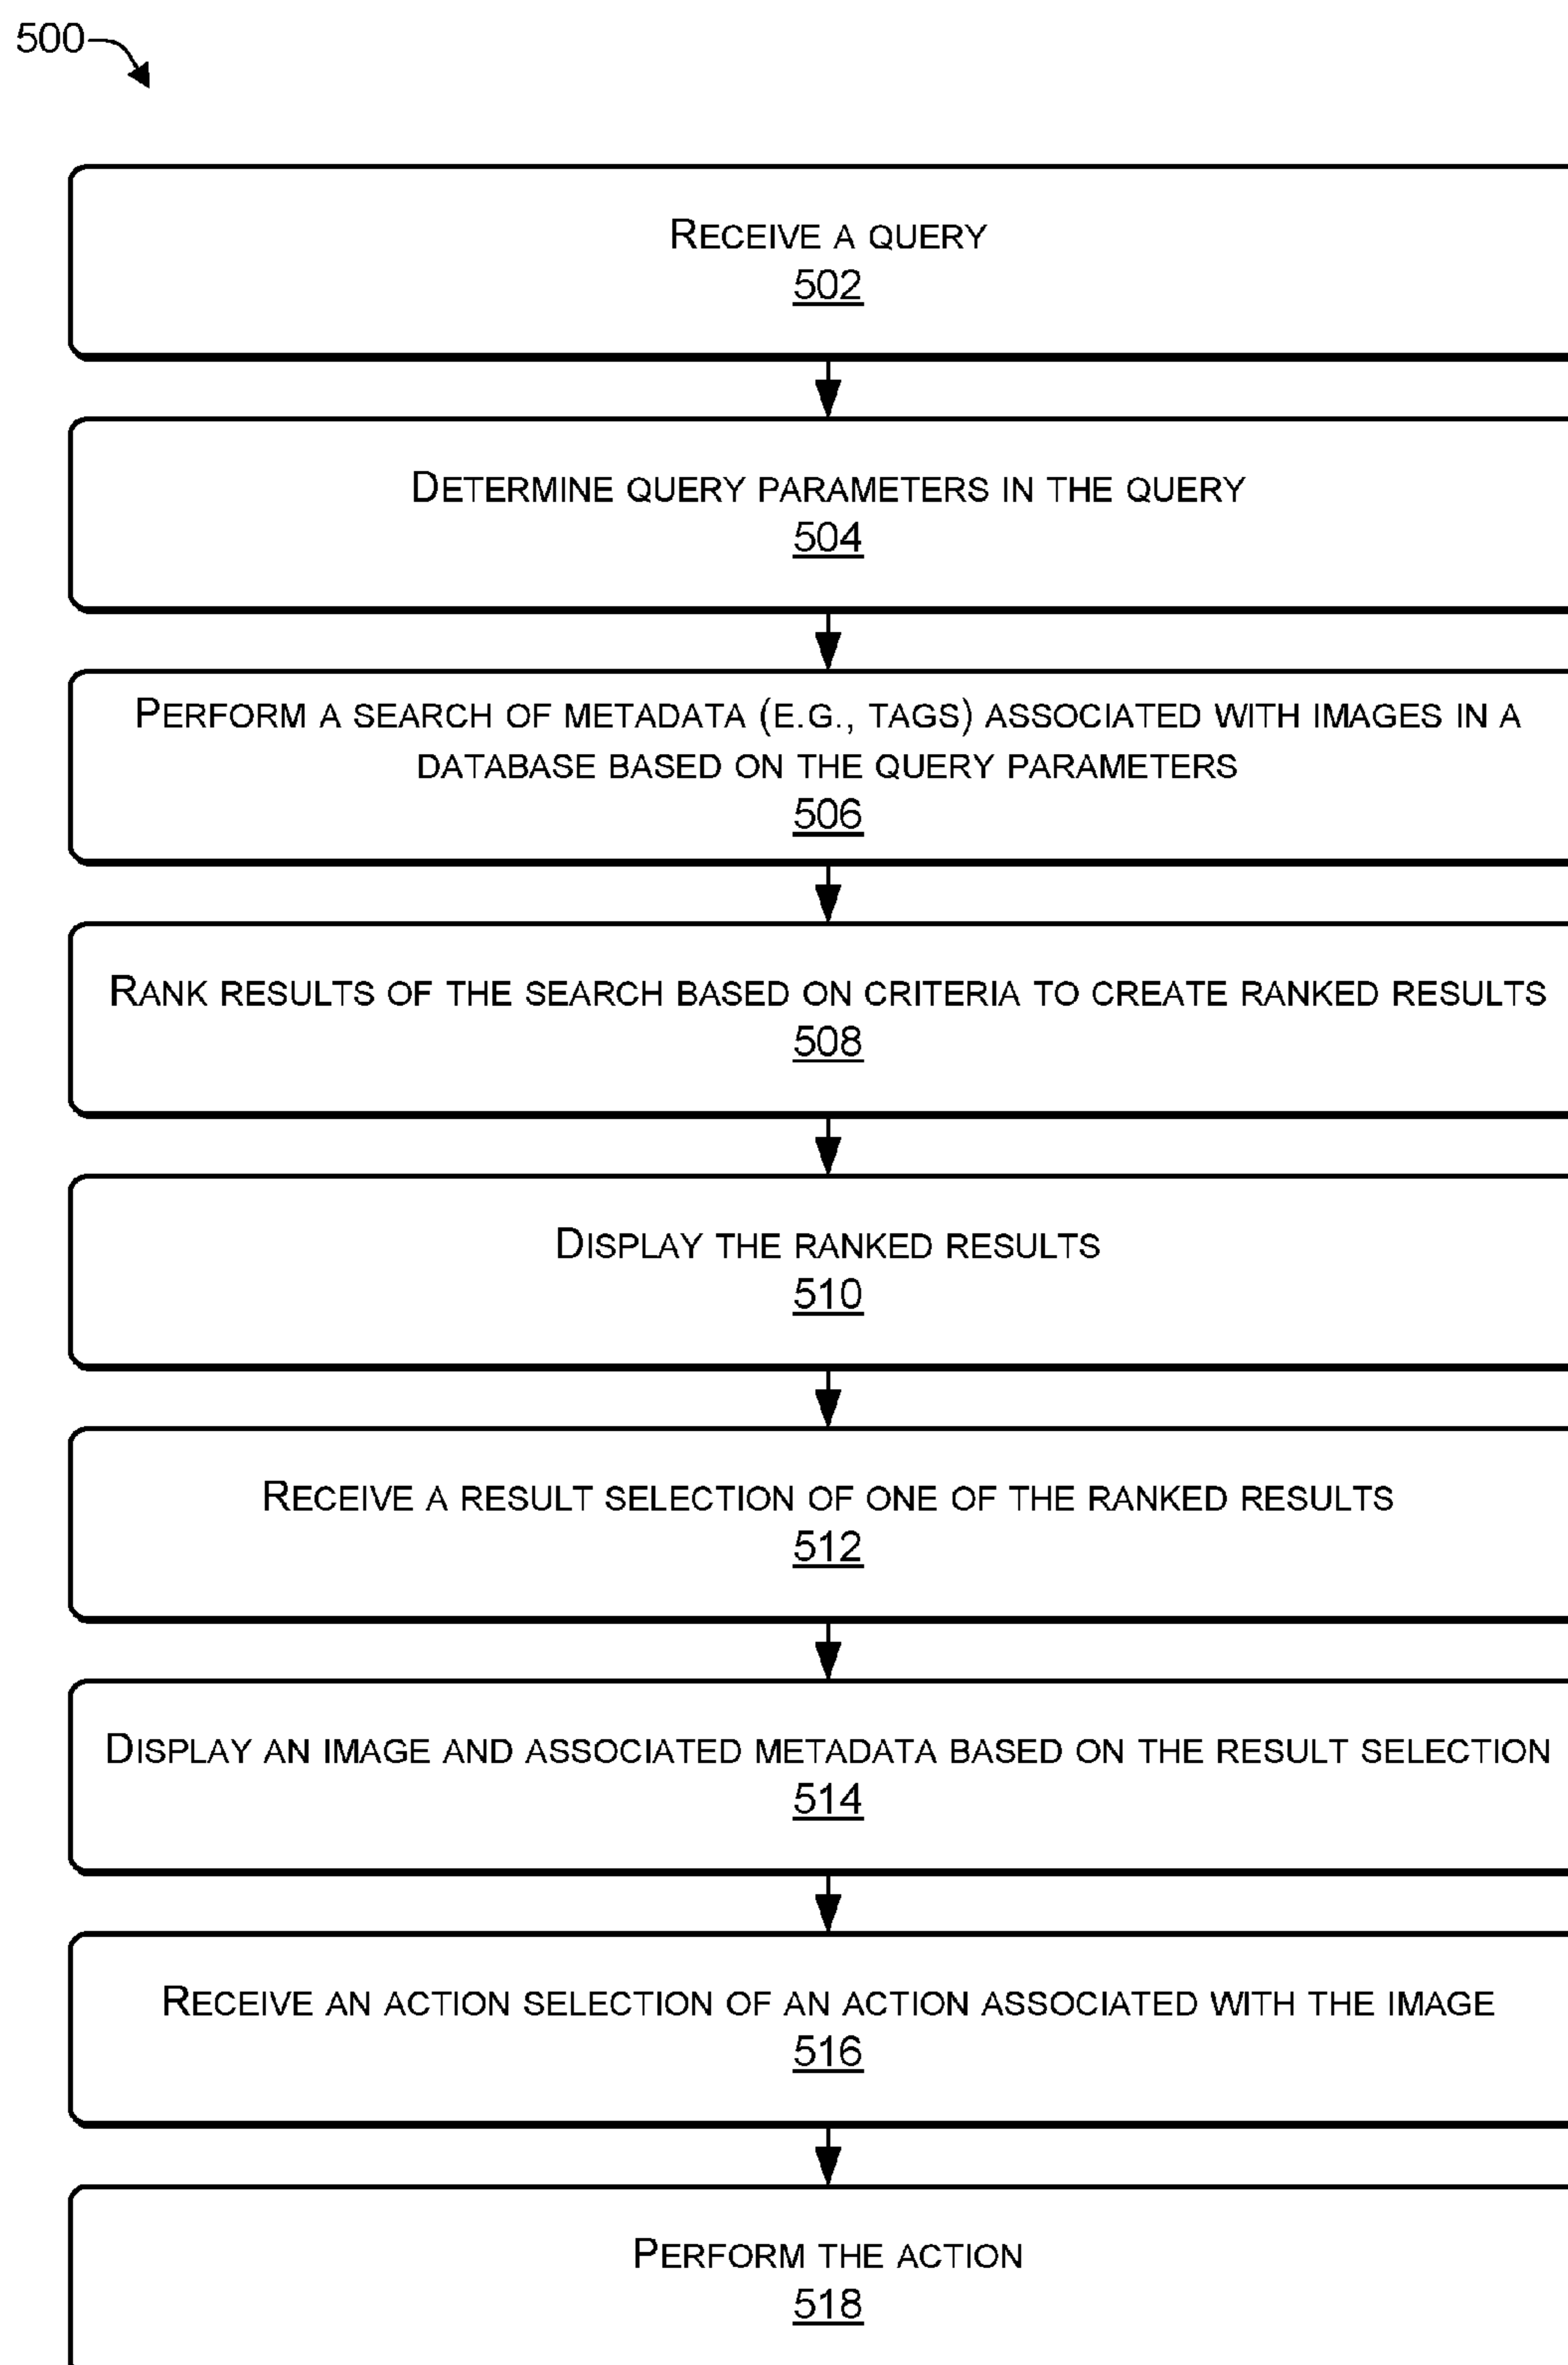 500
RECEIVE A QUERY
502
DETERMINE QUERY PARAMETERS IN THE QUERY
504
PERFORM A SEARCH OF METADATA (E.G., TAGS) ASSOCIATED WITH IMAGES IN A
DATABASE BASED ON THE QUERY PARAMETERS
506
RANK RESULTS OF THE SEARCH BASED ON CRITERIA TO CREATE RANKED RESULTS
508
DISPLAY THE RANKED RESULTS
510
RECEIVE A RESULT SELECTION OF ONE OF THE RANKED RESULTS
512
DISPLAY AN IMAGE AND ASSOCIATED METADATA BASED ON THE RESULT SELECTION
514
RECEIVE AN ACTION SELECTION OF AN ACTION ASSOCIATED WITH THE IMAGE
516
PERFORM THE ACTION
518